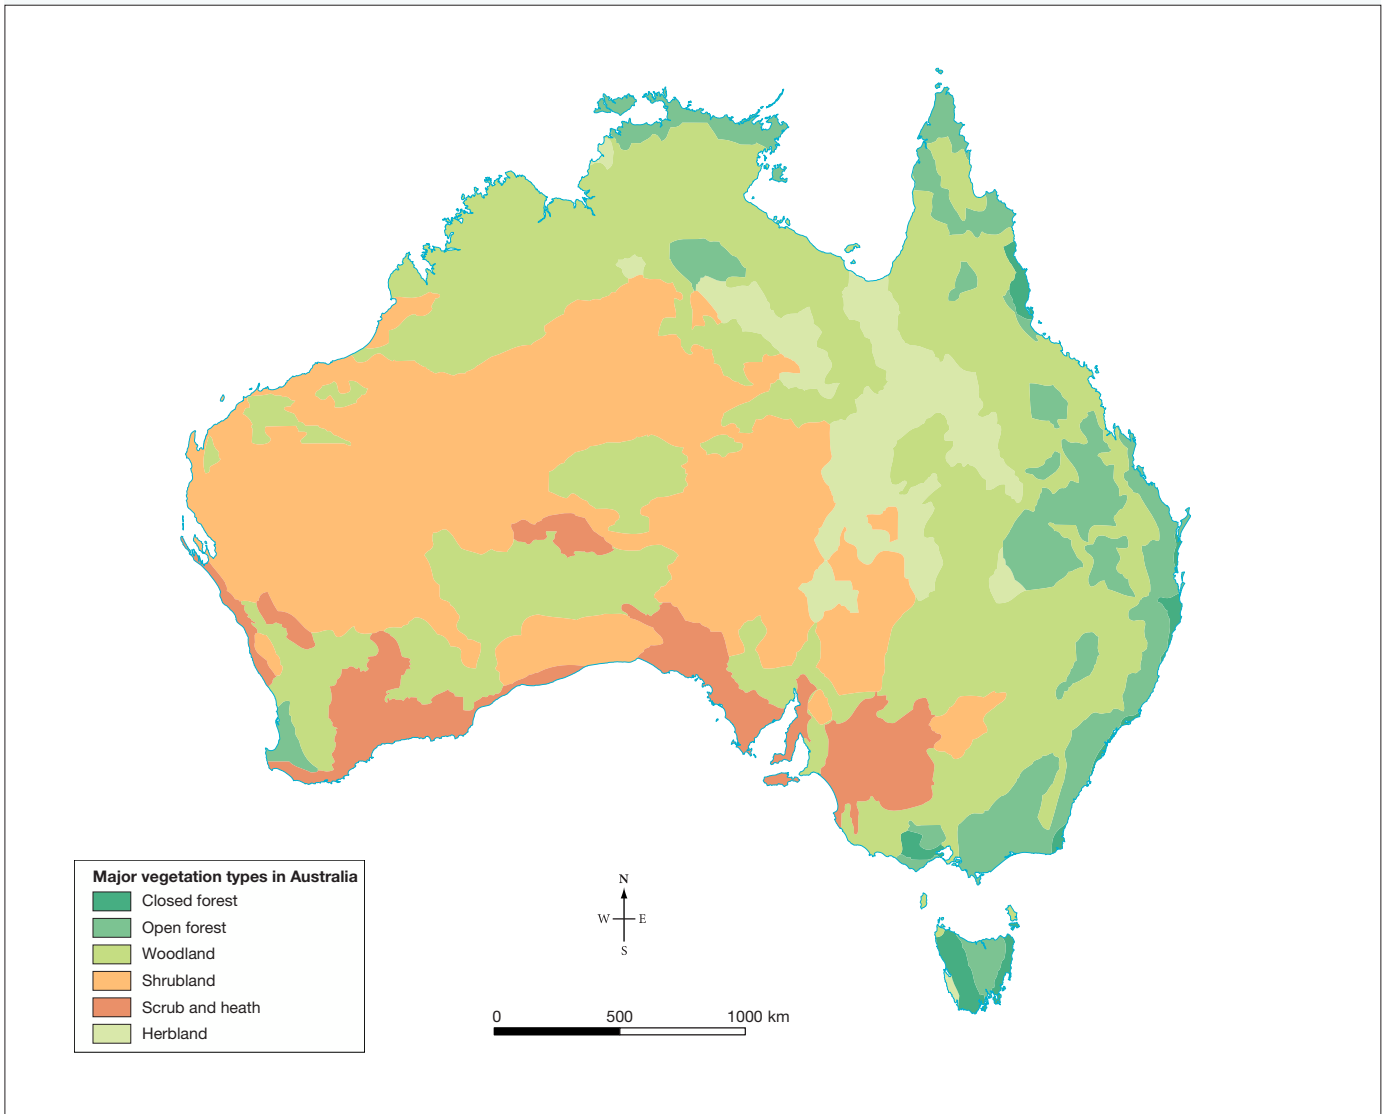 Major vegetation types in Australia
Closed forest
Open forest
Woodland
Shrubland
Scrub and heath
Herbland
N
W E
S
0 500 1000 km